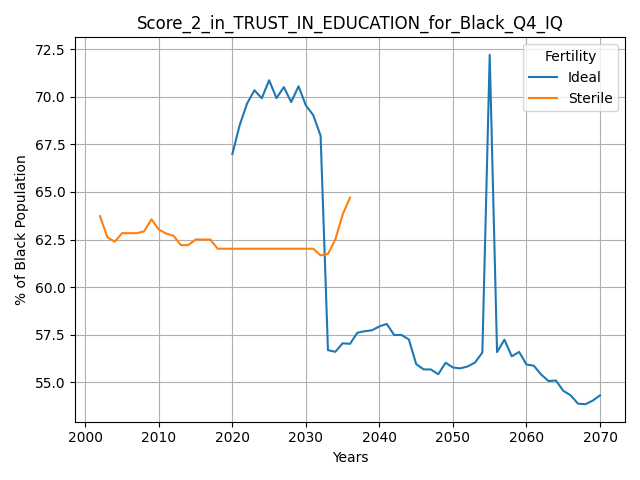 Score_2_in_TRUST_IN_EDUCATION_for_Black_Q4_IQ
% of Black Population
72.5
70.0
67.5
65.0
62.5
60.0
57.5
55.0
Fertility
Ideal
Sterile
2000 2010 2020 2030 2040 2050 2060 2070
Years